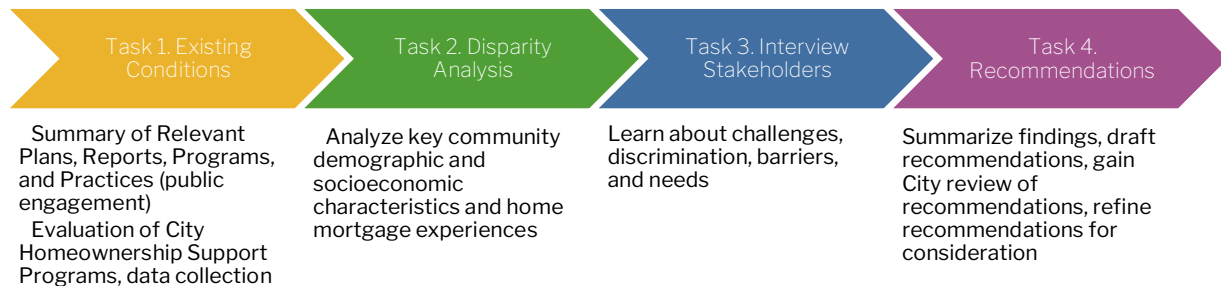 Task 1. Existing
Conditions
Task 2. Disparity
Analysis
Task 3. Interview
Stakeholders
Task 4.
Recommendations
Summary of Relevant
Plans, Reports, Programs,
and Practices (public
engagement)
Evaluation of City
Homeownership Support
Programs, data collection
Analyze key community
demographic and
socioeconomic
characteristics and home
mortgage experiences
Learn about challenges,
discrimination, barriers,
and needs
Summarize findings, draft
recommendations, gain
City review of
recommendations, refine
recommendations for
consideration